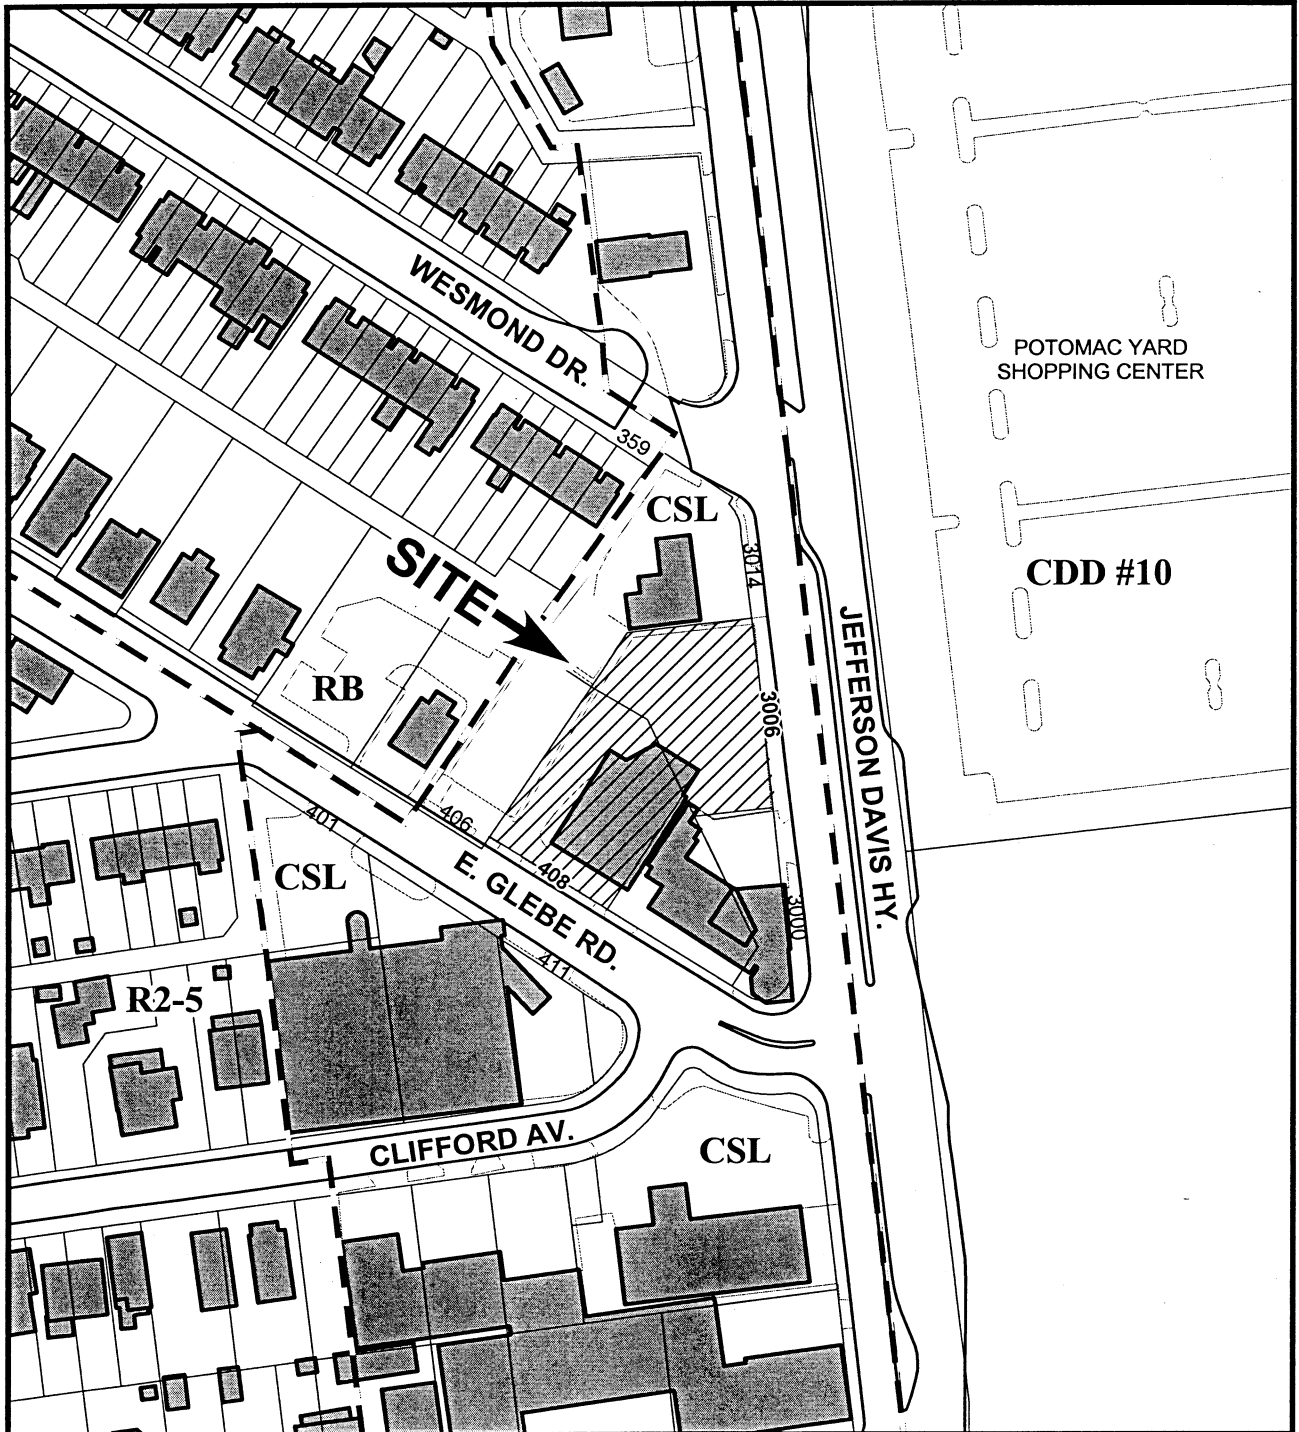 WESMOND DR.
POTOMAC YARD
SHOPPING CENTER
359
CSL
3014
SITE
CDD #10
JEFFERSON DAVIS HY.
RB
3006
401
406
CSL
E. GLEBE RD.
408
3000
411
R2-5
CLIFFORD AV.
CSL